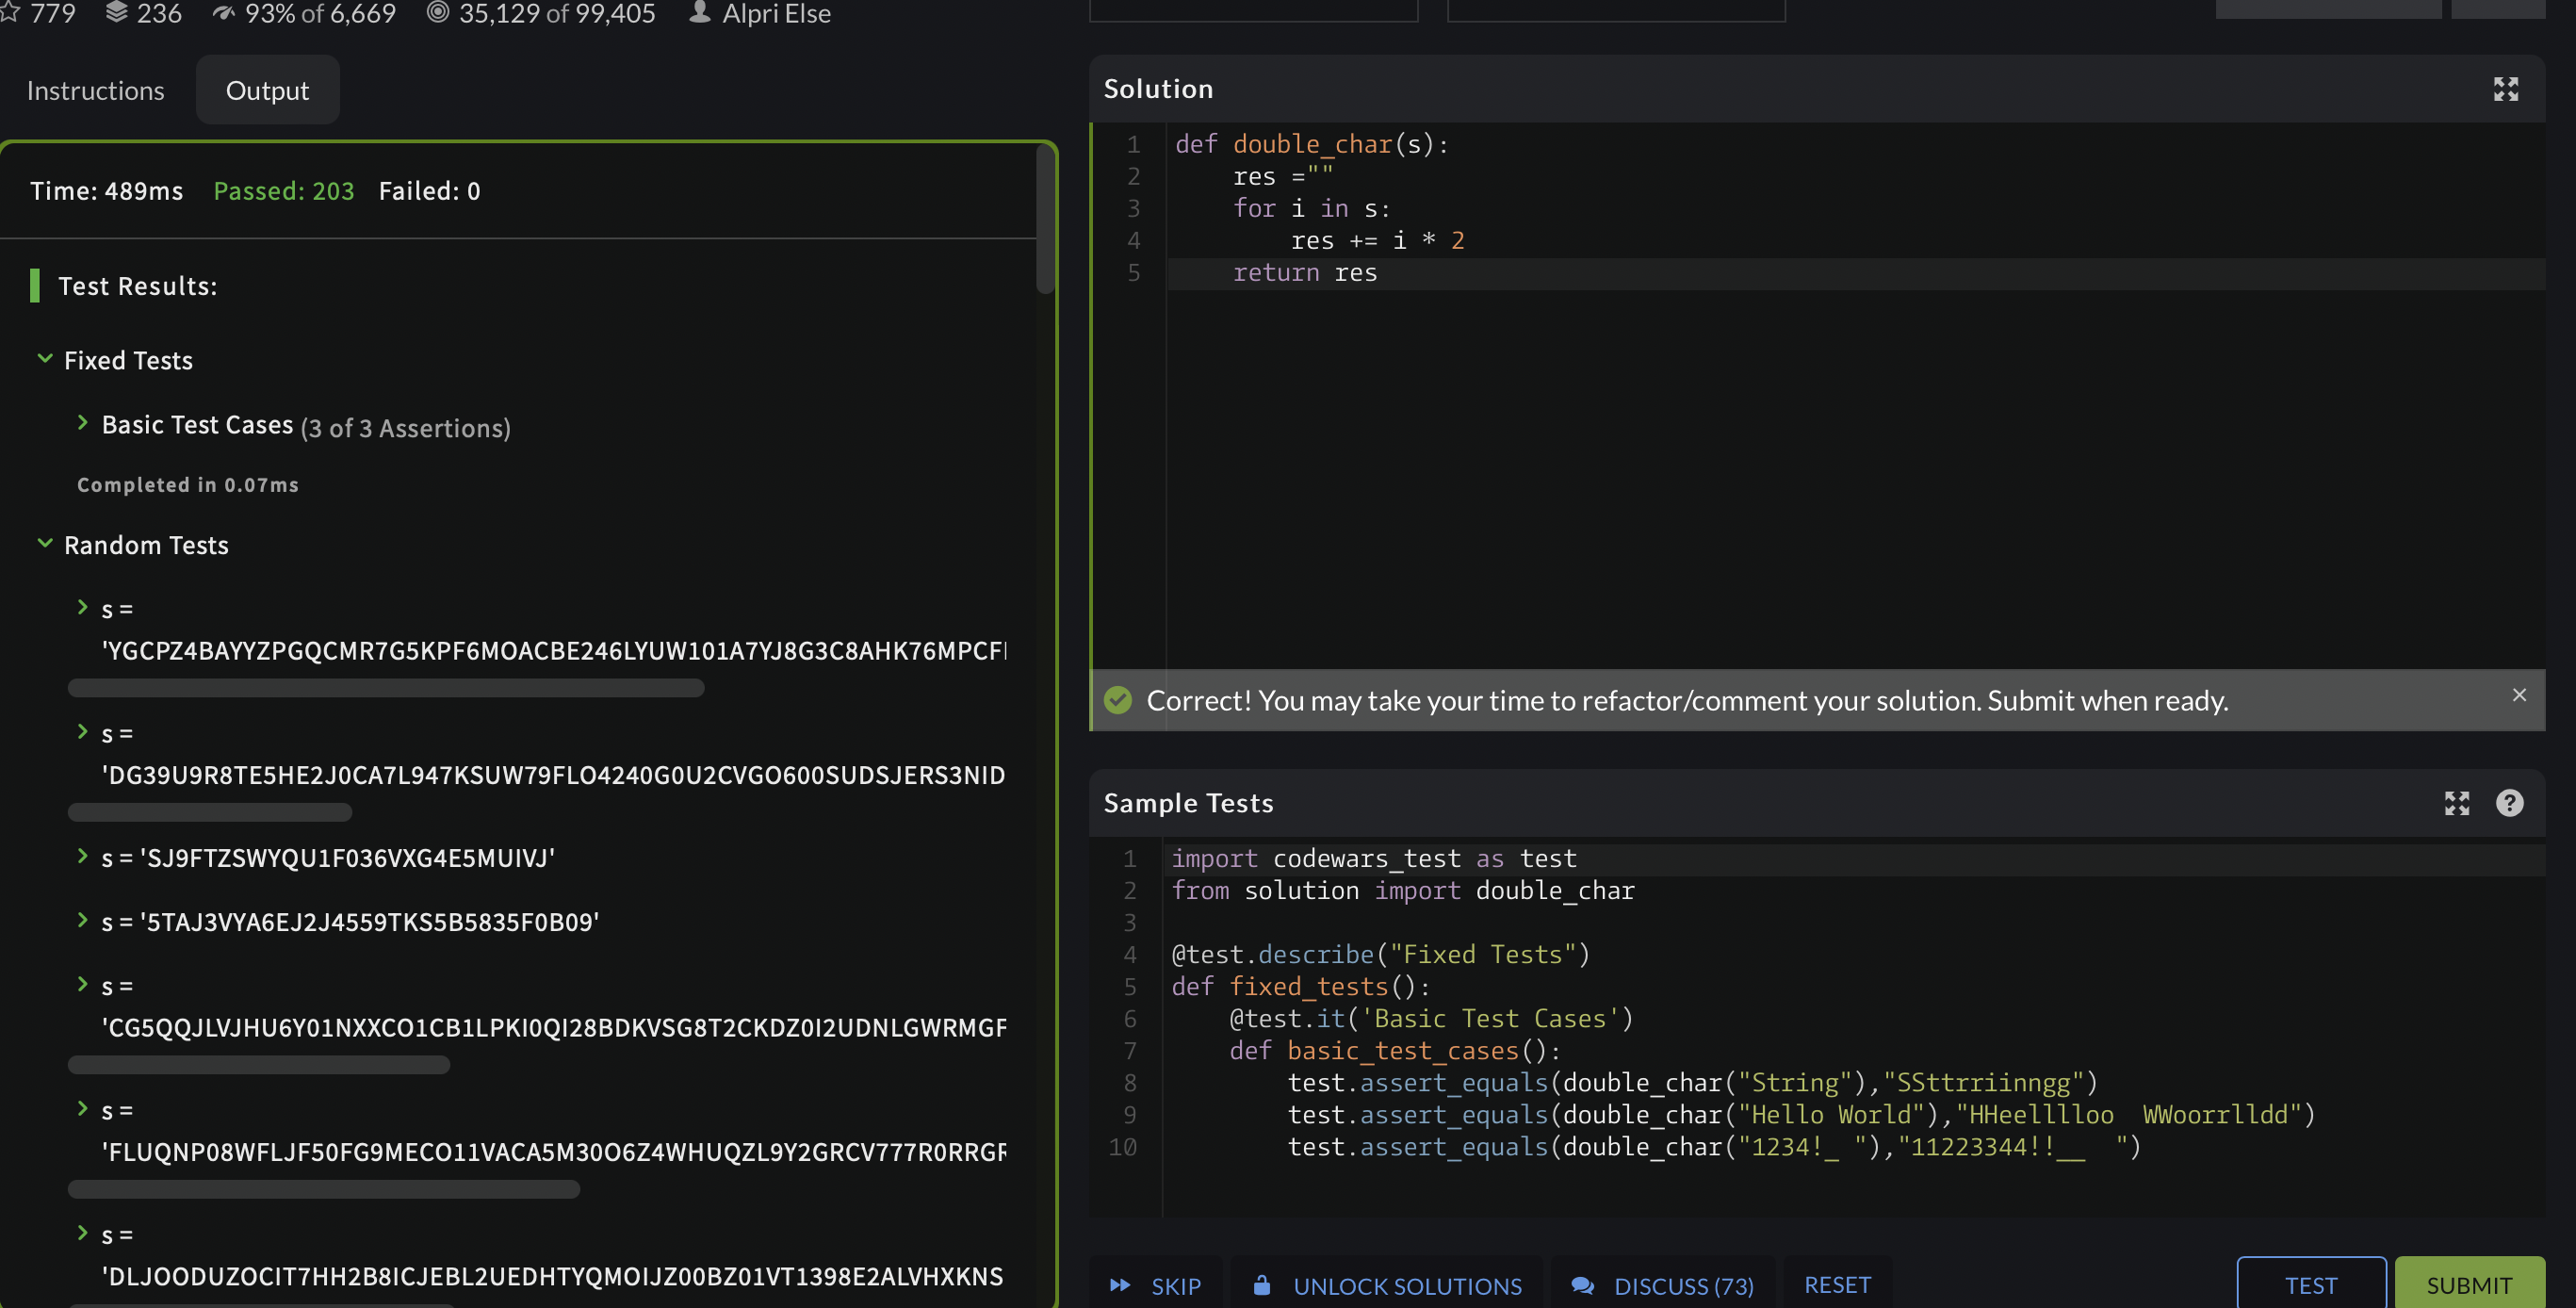 779 236 93% of 6,669 35,129 of 99,405 Alpri Else
Instructions Output
Time: 489ms Passed: 203 Failed: 0
Test Results:
Fixed Tests
Basic Test Cases (3 of 3 Assertions)
Completed in 0.07ms
Random Tests
s =
'YGCPZ4BAYYZPGQCMR7G5KPF6MOACBE246LYUW101A7YJ8G3C8AHK76MPCF
s =
'DG39U9R8TE5HE2J0CA7L947KSUW79FLO4240G0U2CVGO600SUDSJERS3NID
s = 'SJ9FTZSWYQU1F036VXG4E5MUIVJ'
s = '5TAJ3VYA6EJ2J4559TKS5B5835F0B09'
s =
'CG5QQJLVJHU6Y01NXXCO1CB1LPKI0QI28BDKVSG8T2CKDZ0I2UDNLGWRMGF
s =
'FLUQNP08WFLJF50FG9MECO11VACA5M30O6Z4WHUQZL9Y2GRCV777R0RRGR
s =
'DLJOODUZOCIT7HH2B8ICJEBL2UEDHTYQMOIJZ00BZ01VT1398E2ALVHXKNS
Solution
1 def double_char(s):
2     res =""
3     for i in s:
4         res += i * 2
5     return res
Correct! You may take your time to refactor/comment your solution. Submit when ready.
Sample Tests
1 import codewars_test as test
2 from solution import double_char
3
4 @test.describe("Fixed Tests")
5 def fixed_tests():
6     @test.it('Basic Test Cases')
7     def basic_test_cases():
8         test.assert_equals(double_char("String"),"SSttrriinngg")
9         test.assert_equals(double_char("Hello World"),"HHeelllloo  WWoorrlldd")
10         test.assert_equals(double_char("1234!_ "),"11223344!!__  ")
SKIP UNLOCK SOLUTIONS DISCUSS (73) RESET TEST SUBMIT